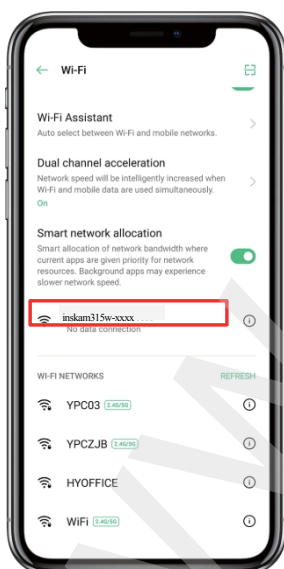 Wi-Fi
Wi-Fi Assistant
Auto select between Wi-Fi and mobile networks.
Dual channel acceleration
Network speed will be intelligently increased when
Wi-Fi and mobile data are used simultaneously.
On
Smart network allocation
Smart allocation of network bandwidth where
current apps are given priority for network
resources. Background apps may experience
slower network speed.
inskam315w-xxxx
No data connection
WI-FI NETWORKS REFRESH
YPC03 2.4G/5G
YPCZJB 2.4G/5G
HYOFFICE
WiFi 2.4G/5G